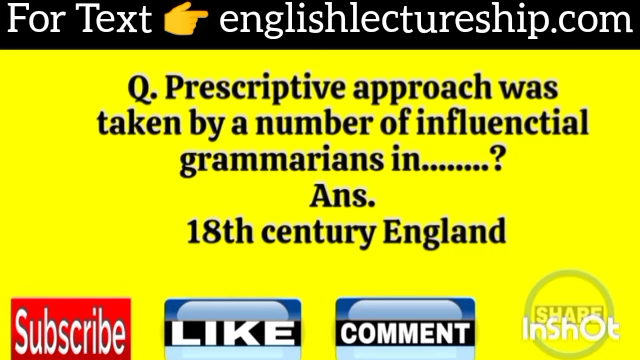 For Text 👉 englishlectureship.com
Q. Prescriptive approach was
taken by a number of influenctial
grammarians in........?
Ans.
18th century England
Subscribe
LIKE
COMMENT
SHARE
InShOt